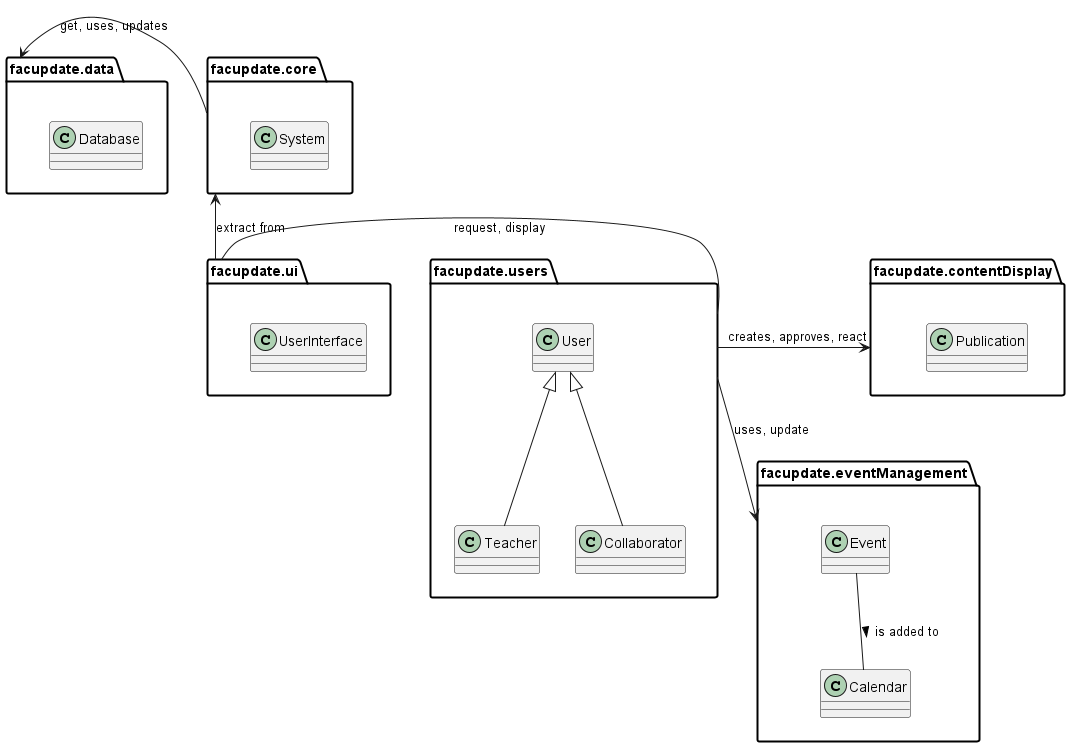 get, uses, updates
facupdate.data
facupdate.core
C Database
C System
extract from
request, display
facupdate.ui
facupdate.users
facupdate.contentDisplay
C UserInterface
C User
creates, approves, react
C Publication
uses, update
facupdate.eventManagement
C Teacher
C Collaborator
C Event
is added to
C Calendar